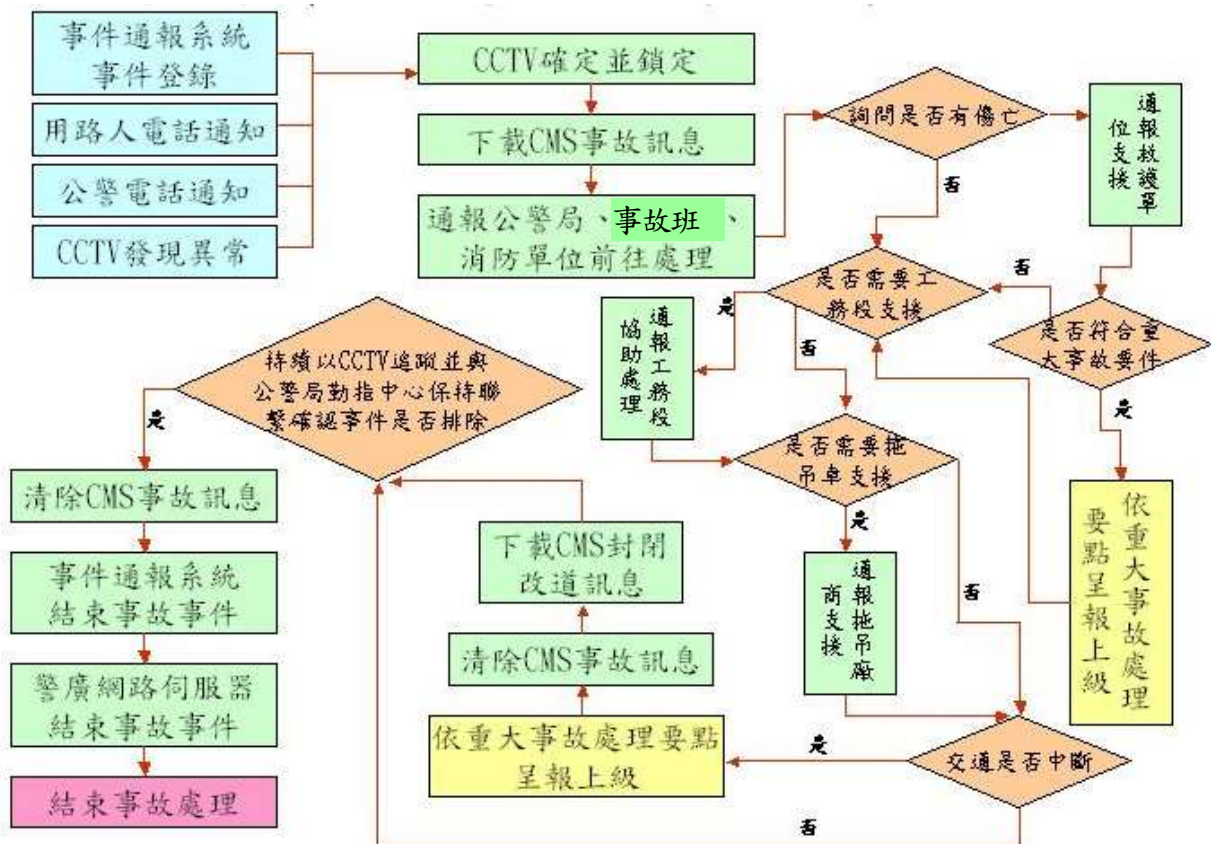 事件通報系統
事件登錄
用路人電話通知
公警電話通知
CCTV發現異常
CCTV確定並鎖定
下載CMS事故訊息
通報公警局、事故班、
消防單位前往處理
詢問是否有傷亡
通報救護單
位支援
否
是否需要工
務段支援
否
是否符合重
大事故要件
是
依重大事故處理
要點呈報上級
是
通報工務段
協助處理
否
是否需要拖
吊車支援
是
通報拖吊廠
商支援
否
交通是否中斷
是
依重大事故處理要點
呈報上級
清除CMS事故訊息
下載CMS封閉
改道訊息
否
持續以CCTV追蹤並與
公警局勤指中心保持聯
繫確認事件是否排除
是
清除CMS事故訊息
事件通報系統
結束事故事件
警廣網路伺服器
結束事故事件
結束事故處理